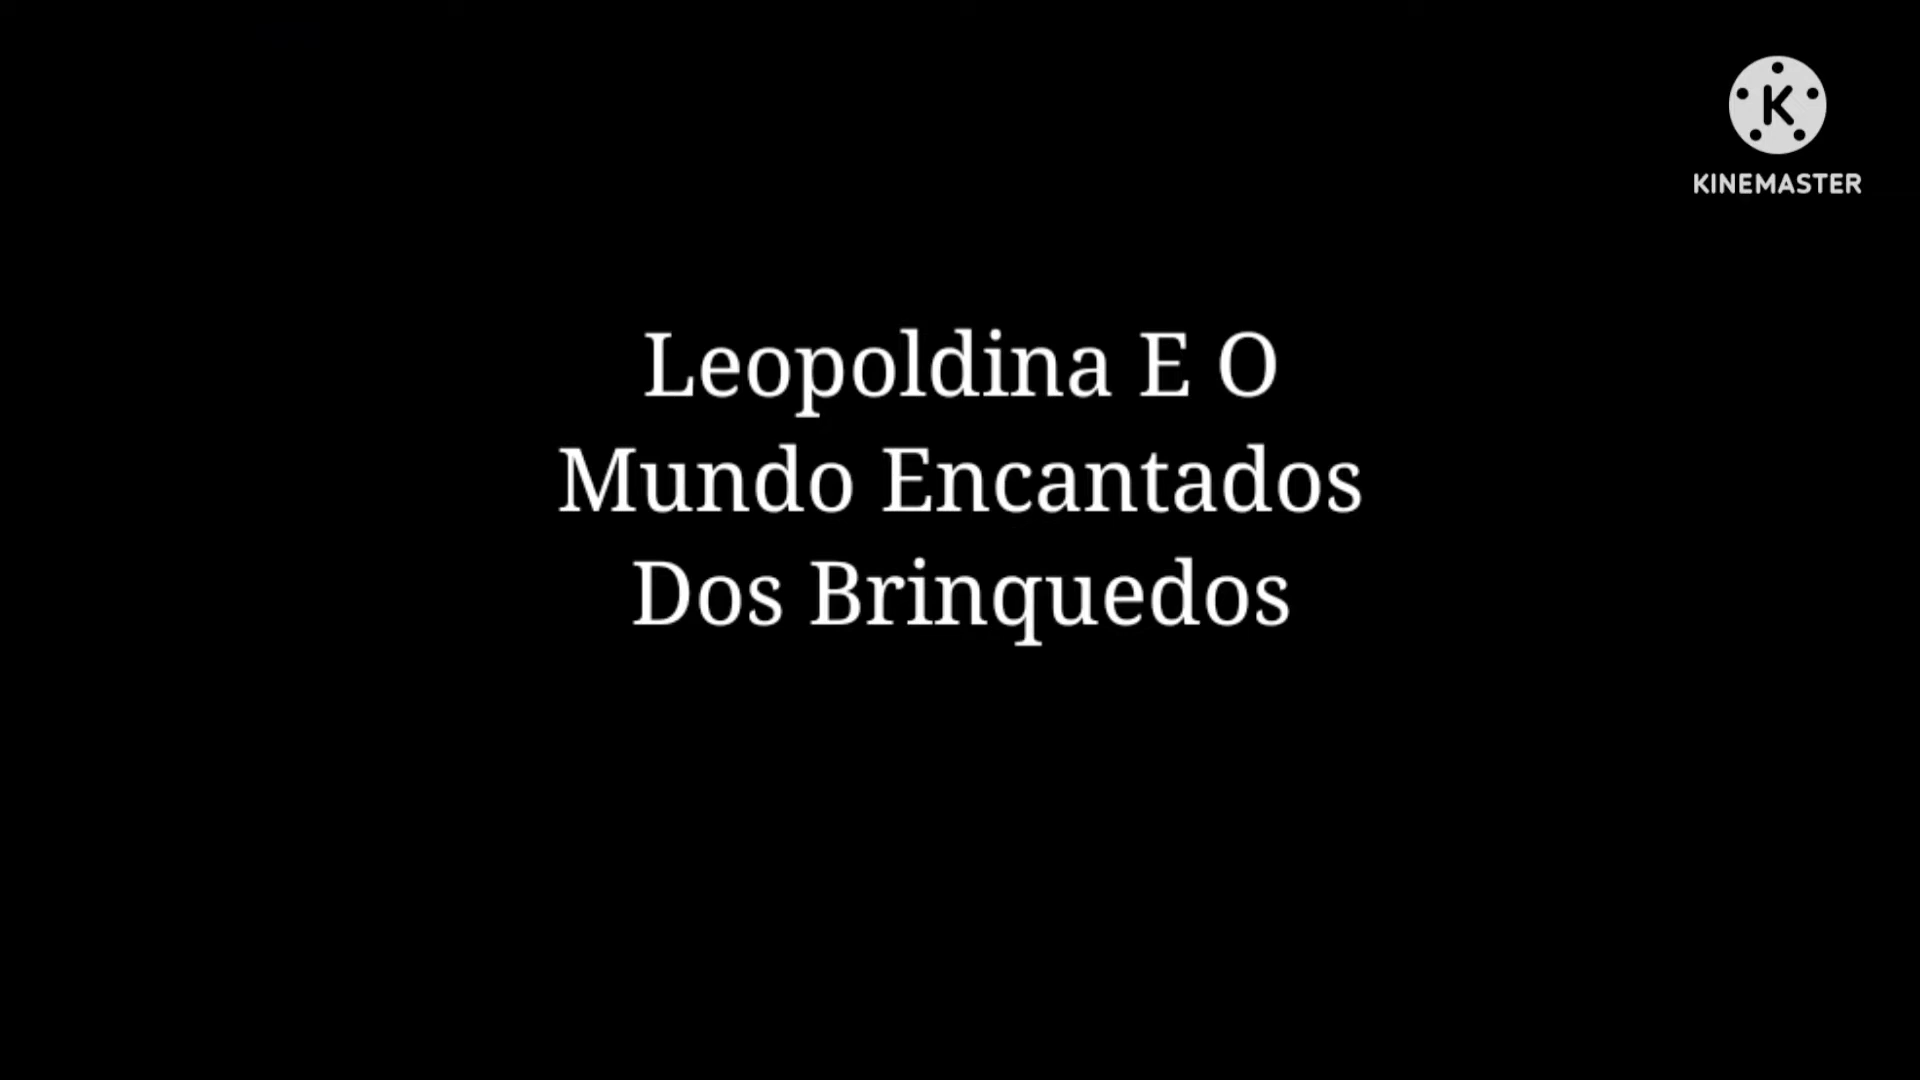 K
KINEMASTER
Leopoldina E O
Mundo Encantados
Dos Brinquedos